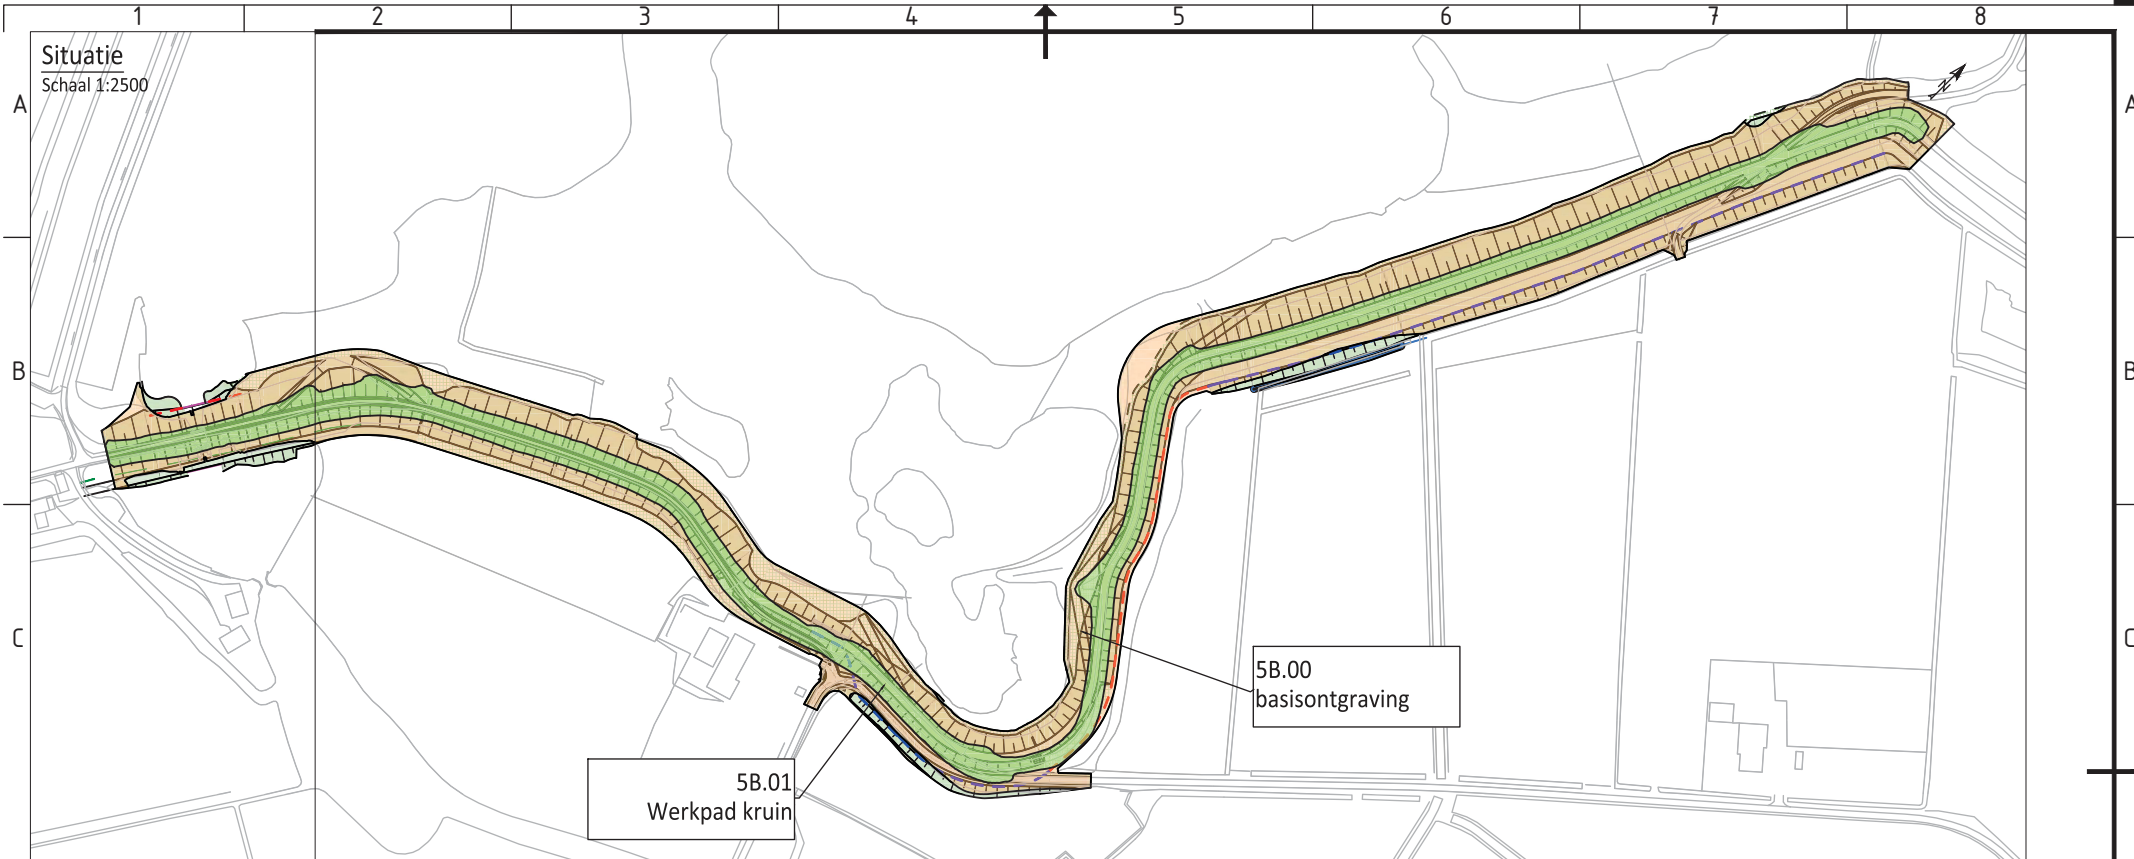 1 2 3 4 5 6 7 8
Situatie
Schaal 1:2500
A A
N
B B
C C
5B.00
basisontgraving
5B.01
Werkpad kruin